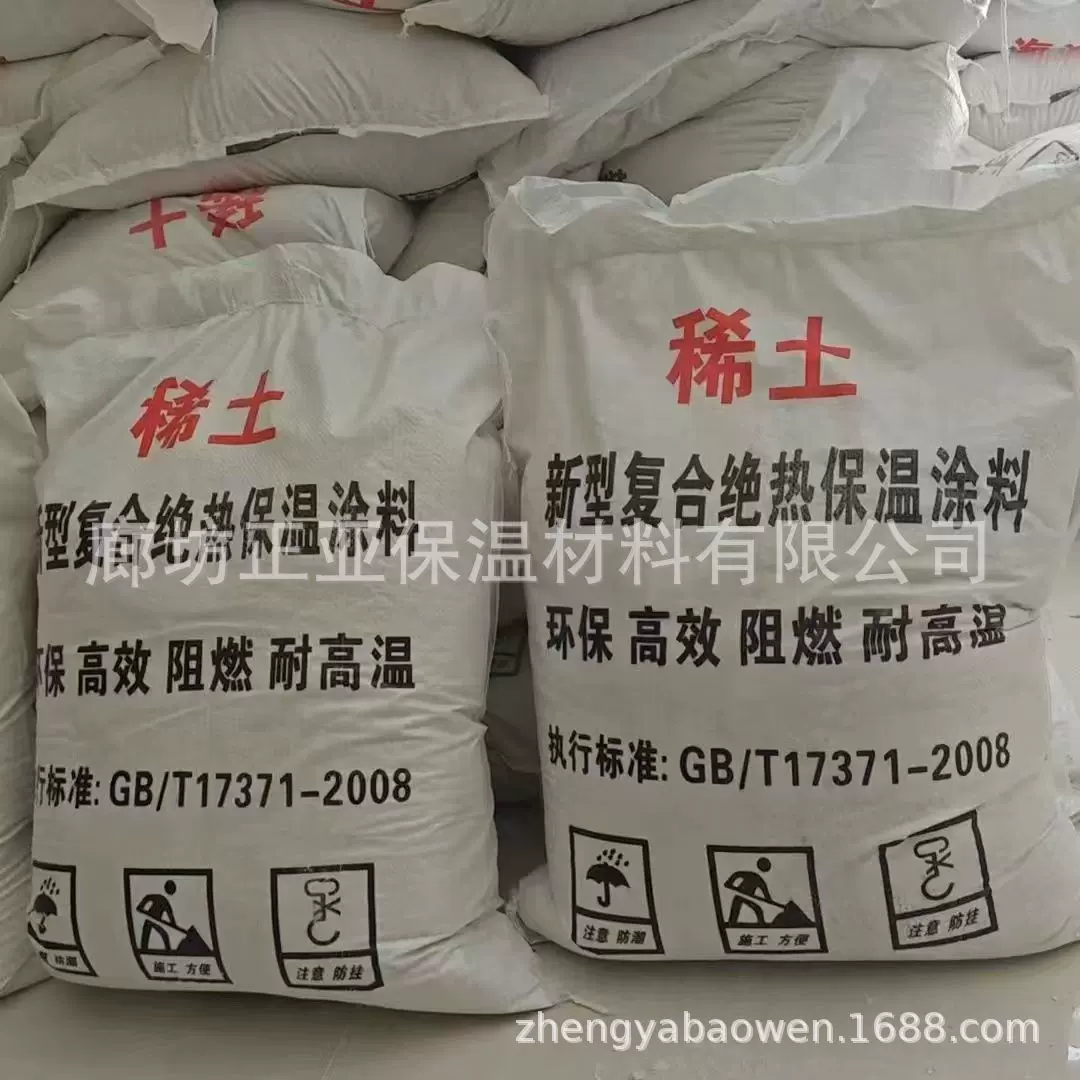 稀土
稀土
型复合绝热保温涂料
新型复合绝热保温涂料
廊坊正亚保温材料有限公司
保 高效 阻燃 耐高温
环保 高效 阻燃 耐高温
行标准: GB/T17371-2008
执行标准: GB/T17371-2008
防潮
施工 方便
注意 防挂
注意 防潮
施工 方便
注意 防挂
zhengyabaowen.1688.com